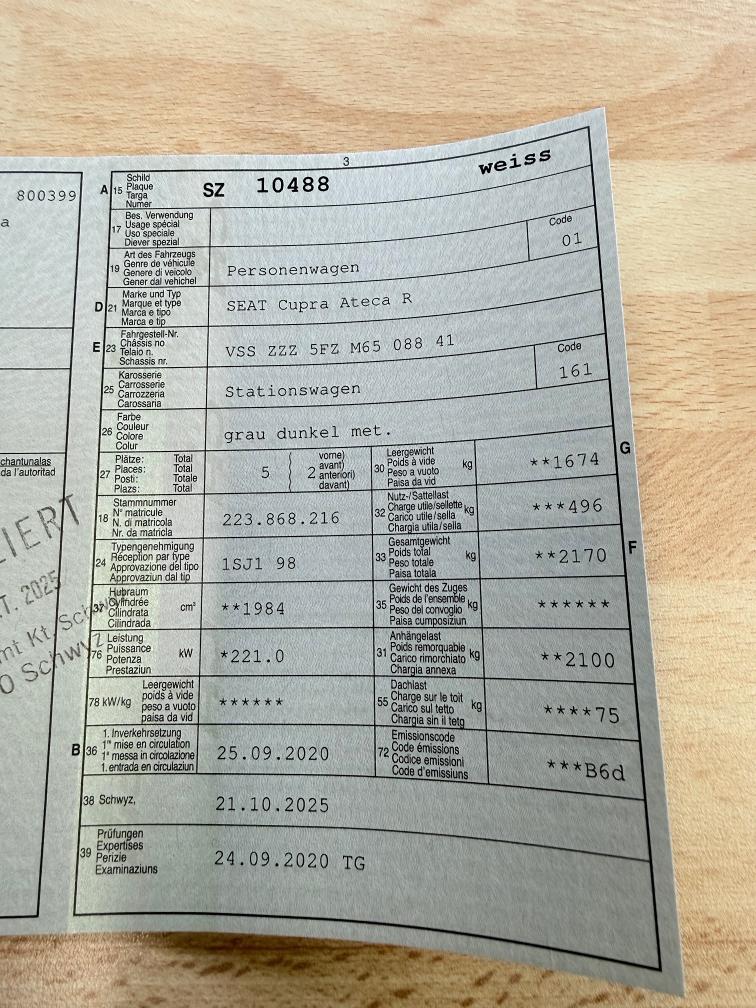 800399
a
chantunalas
da l'autoritad
LIERT
T. 2025
mt Kt. Schwyz
0 Schwyz
3
A 15 Schild
Plaque
Targa
Numer
SZ 10488 weiss
17 Bes. Verwendung
Usage spécial
Uso speciale
Diever spezial
Code
01
19 Art des Fahrzeugs
Genre de véhicule
Genere di veicolo
Gener dal vehichel
Personenwagen
D 21 Marke und Typ
Marque et type
Marca e tipo
Marca e tip
SEAT Cupra Ateca R
E 23 Fahrgestell-Nr.
Châssis no
Telaio n.
Schassis nr.
VSS ZZZ 5FZ M65 088 41
25 Karosserie
Carrosserie
Carrozzeria
Carossaria
Stationswagen
Code
161
26 Farbe
Couleur
Colore
Colur
grau dunkel met.
27 Plätze: Total
Places: Total
Posti: Totale
Plazs: Total
5
2
vorne)
avant)
anteriori)
davant)
30 Leergewicht
Poids à vide
Peso a vuoto
Paisa da vid
kg
**1674
G
18 Stammnummer
N° matricule
N. di matricola
Nr. da matricla
223.868.216
32 Nutz-/Sattellast
Charge utile/sellette
Carico utile/sella
Chargia utila/sella
kg
***496
24 Typengenehmigung
Réception par type
Approvazione del tipo
Approvaziun dal tip
1SJ1 98
33 Gesamtgewicht
Poids total
Peso totale
Paisa totala
kg
**2170
F
37 Hubraum
Cylindrée
Cilindrata
Cilindrada
cm³
**1984
35 Gewicht des Zuges
Poids de l'ensemble
Peso del convoglio
Paisa cumposiziun
kg
******
76 Leistung
Puissance
Potenza
Prestaziun
kW
*221.0
31 Anhängelast
Poids remorquable
Carico rimorchiato
Chargia annexa
kg
**2100
78 kW/kg Leergewicht
poids à vide
peso a vuoto
paisa da vid
******
55 Dachlast
Charge sur le toit
Carico sul tetto
Chargia sin il tetg
kg
****75
B 36 1. Inverkehrsetzung
1re mise en circulation
1a messa in circolazione
1. entrada en circulaziun
25.09.2020
72 Emissionscode
Code émissions
Codice emissioni
Code d'emissiuns
***B6d
38 Schwyz,
21.10.2025
39 Prüfungen
Expertises
Perizie
Examinaziuns
24.09.2020 TG